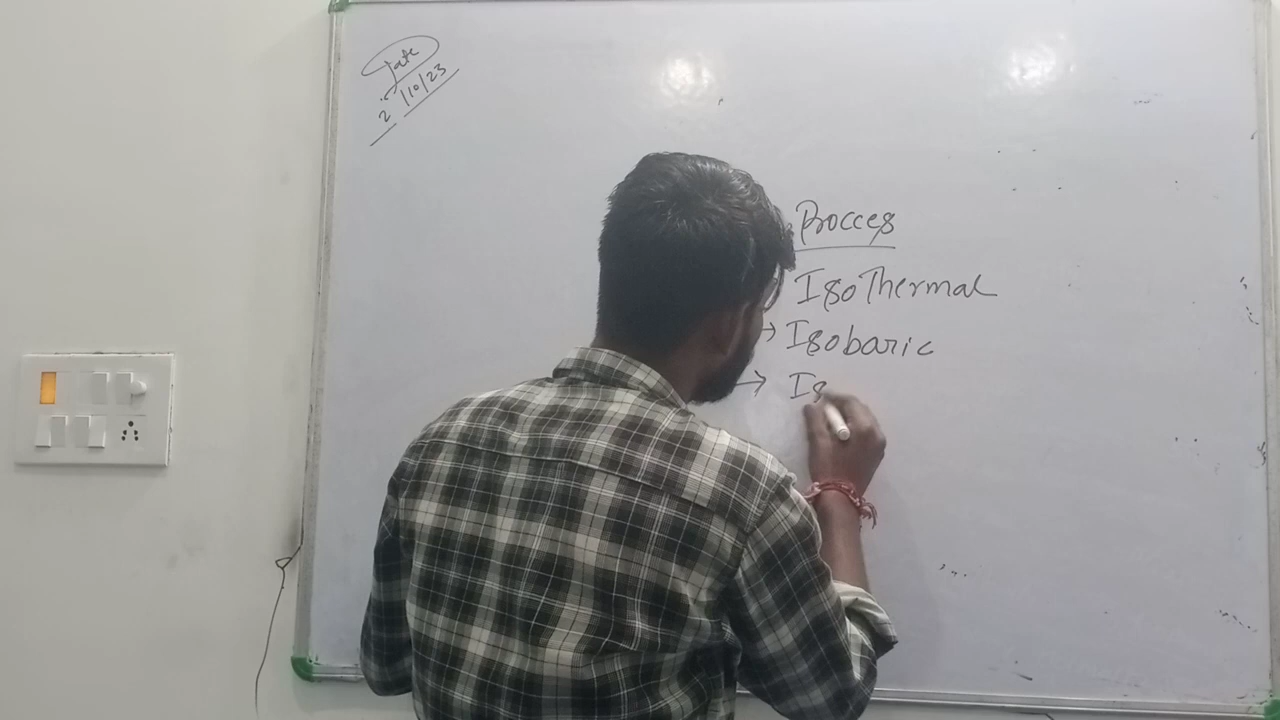 Date
2/10/23
Procces
IsoThermal
→ Isobaric
→ Is